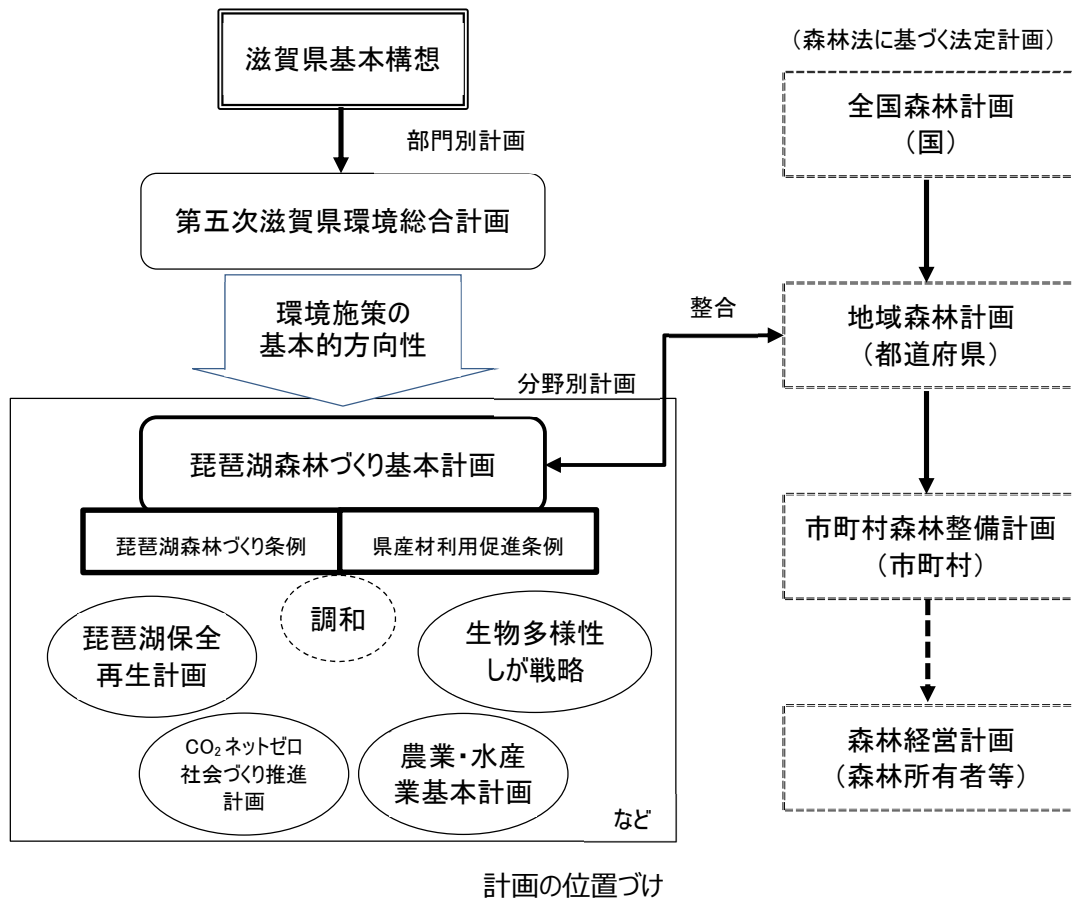 滋賀県基本構想
部門別計画
第五次滋賀県環境総合計画
環境施策の
基本的方向性
分野別計画
琵琶湖森林づくり基本計画
琵琶湖森林づくり条例
県産材利用促進条例
調和
琵琶湖保全
再生計画
生物多様性
しが戦略
CO₂ネットゼロ
社会づくり推進
計画
農業・水産
業基本計画
など
整合
（森林法に基づく法定計画）
全国森林計画
（国）
地域森林計画
（都道府県）
市町村森林整備計画
（市町村）
森林経営計画
（森林所有者等）
計画の位置づけ